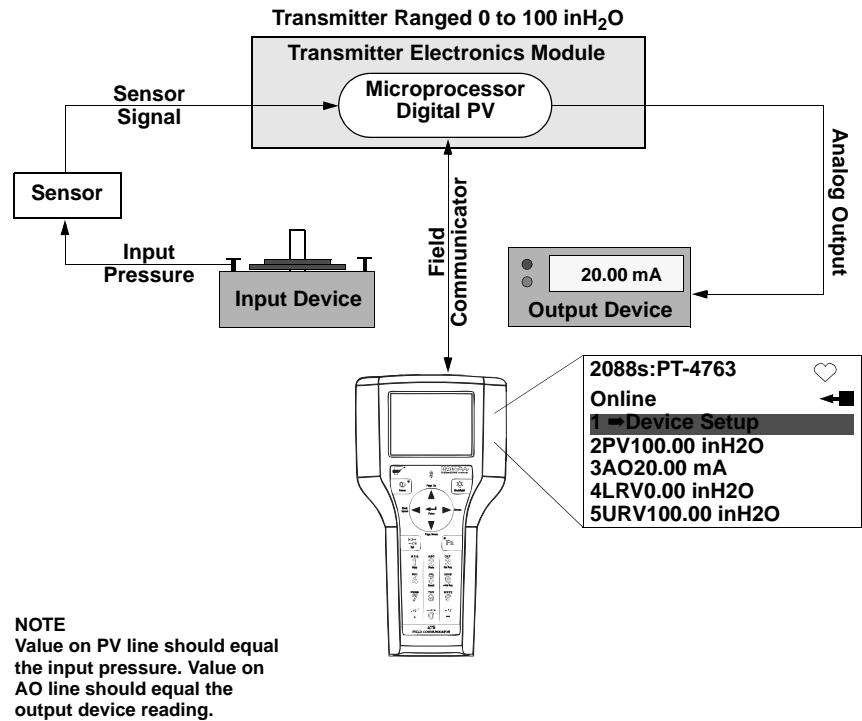 Transmitter Ranged 0 to 100 inH2O
Transmitter Electronics Module
Microprocessor
Digital PV
Sensor
Signal
Analog Output
Sensor
Input
Pressure
Field
Communicator
Input Device
20.00 mA
Output Device
2088s:PT-4763
Online
1 ➡Device Setup
2PV100.00 inH2O
3AO20.00 mA
4LRV0.00 inH2O
5URV100.00 inH2O
NOTE
Value on PV line should equal
the input pressure. Value on
AO line should equal the
output device reading.
FIELD COMMUNICATOR